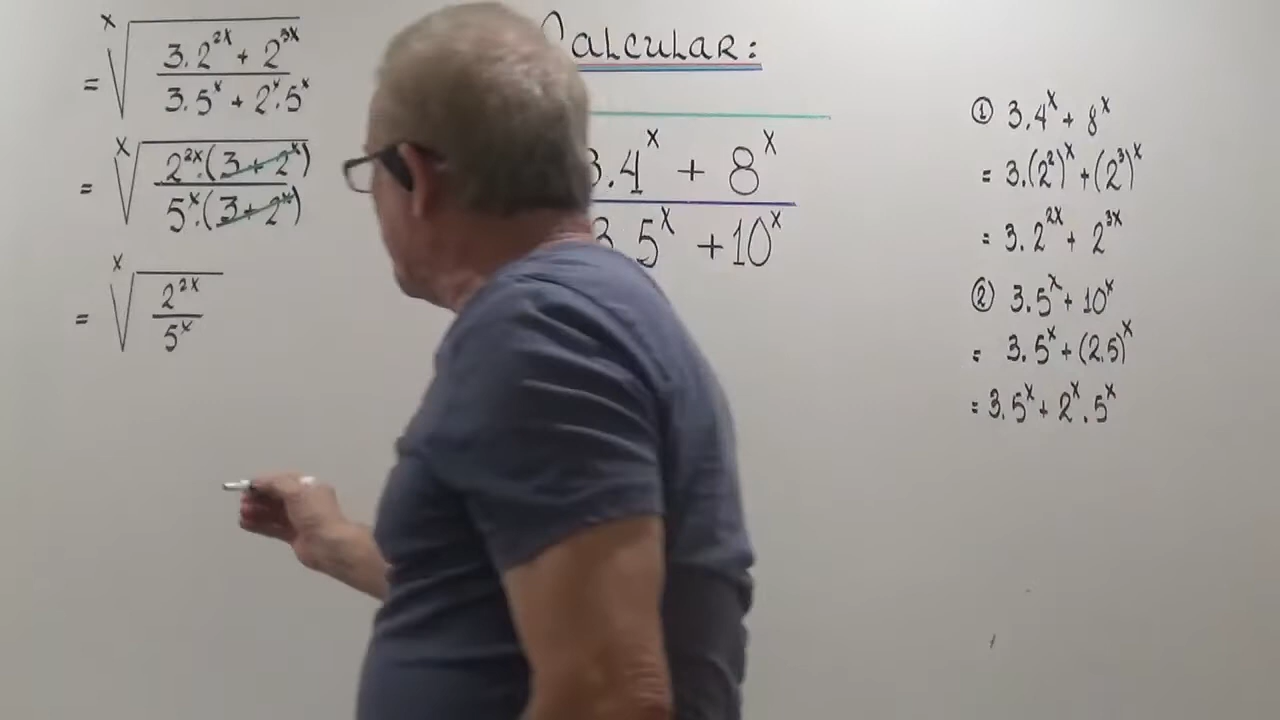 = ˣ√((3.2²ˣ + 2³ˣ)/(3.5ˣ + 2ˣ.5ˣ))
= ˣ√((2²ˣ.(3 + 2ˣ))/(5ˣ.(3 + 2ˣ)))
= ˣ√(2²ˣ/5ˣ)
CALCULAR:
3.4ˣ + 8ˣ
3 5ˣ + 10ˣ
① 3.4ˣ + 8ˣ
= 3.(2²)ˣ + (2³)ˣ
= 3.2²ˣ + 2³ˣ
② 3.5ˣ + 10ˣ
= 3.5ˣ + (2.5)ˣ
= 3.5ˣ + 2ˣ.5ˣ